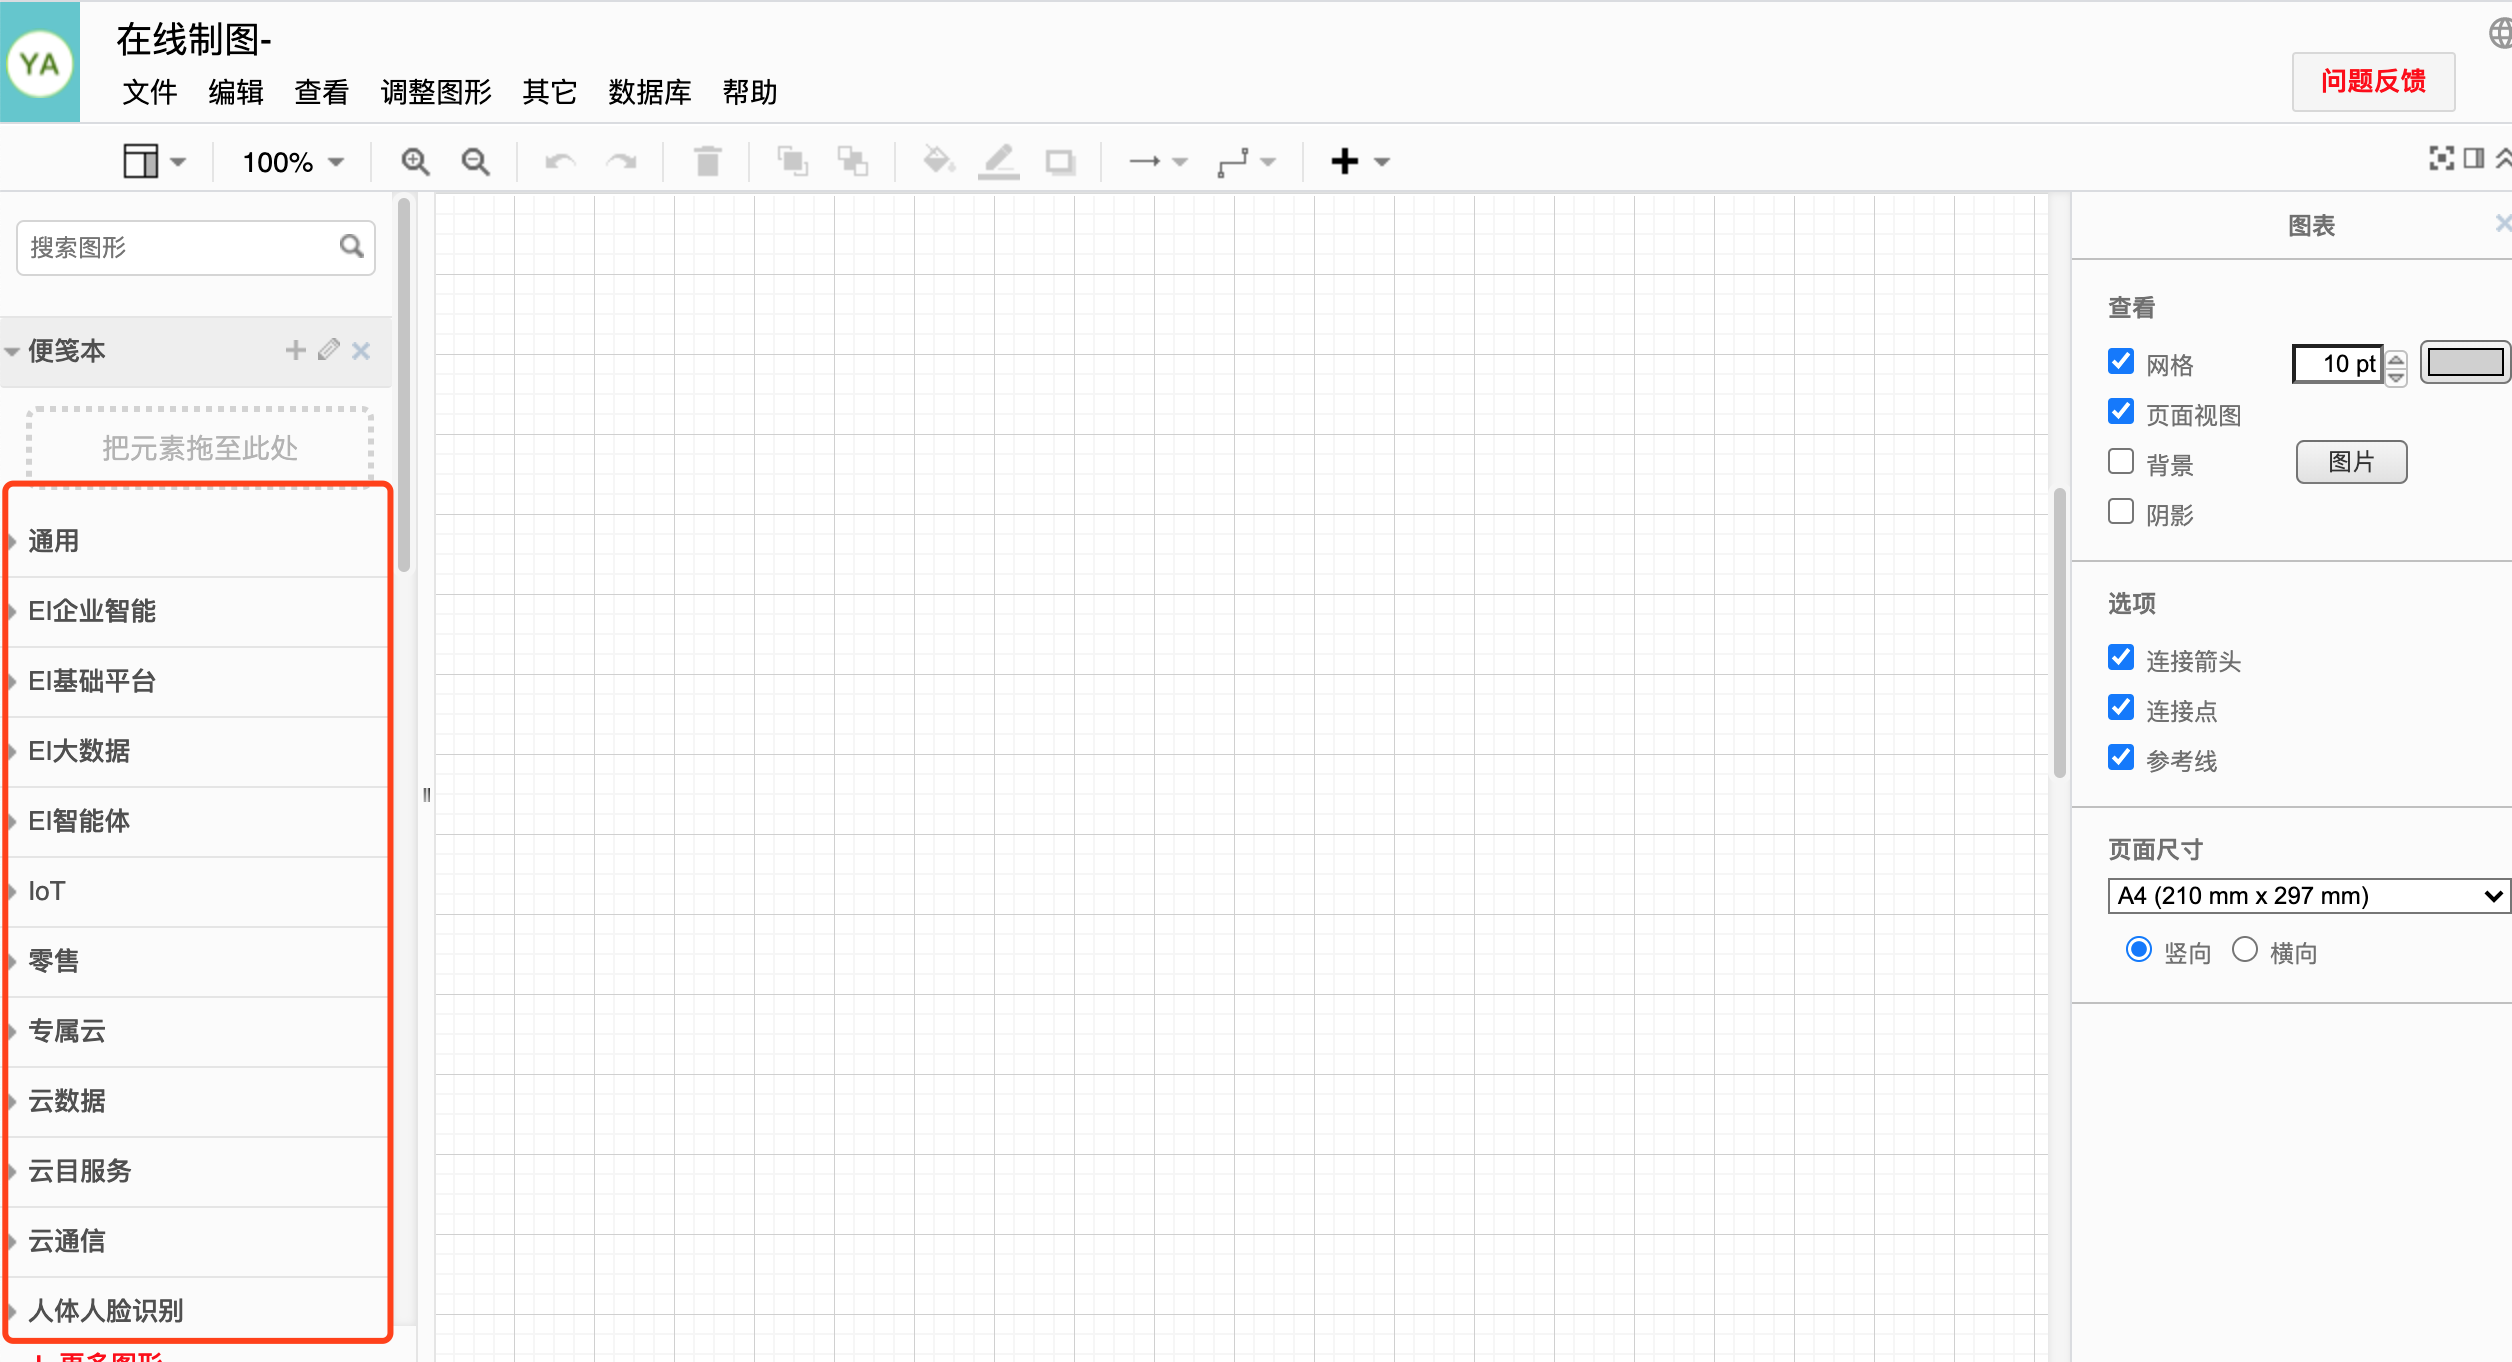 YA
在线制图-
文件 编辑 查看 调整图形 其它 数据库 帮助
问题反馈
100%
搜索图形
便笺本
把元素拖至此处
通用
EI企业智能
EI基础平台
EI大数据
EI智能体
IoT
零售
专属云
云数据
云目服务
云通信
人体人脸识别
更多图形
图表
查看
网格 10 pt
页面视图
背景 图片
阴影
选项
连接箭头
连接点
参考线
页面尺寸
A4 (210 mm x 297 mm)
竖向 横向